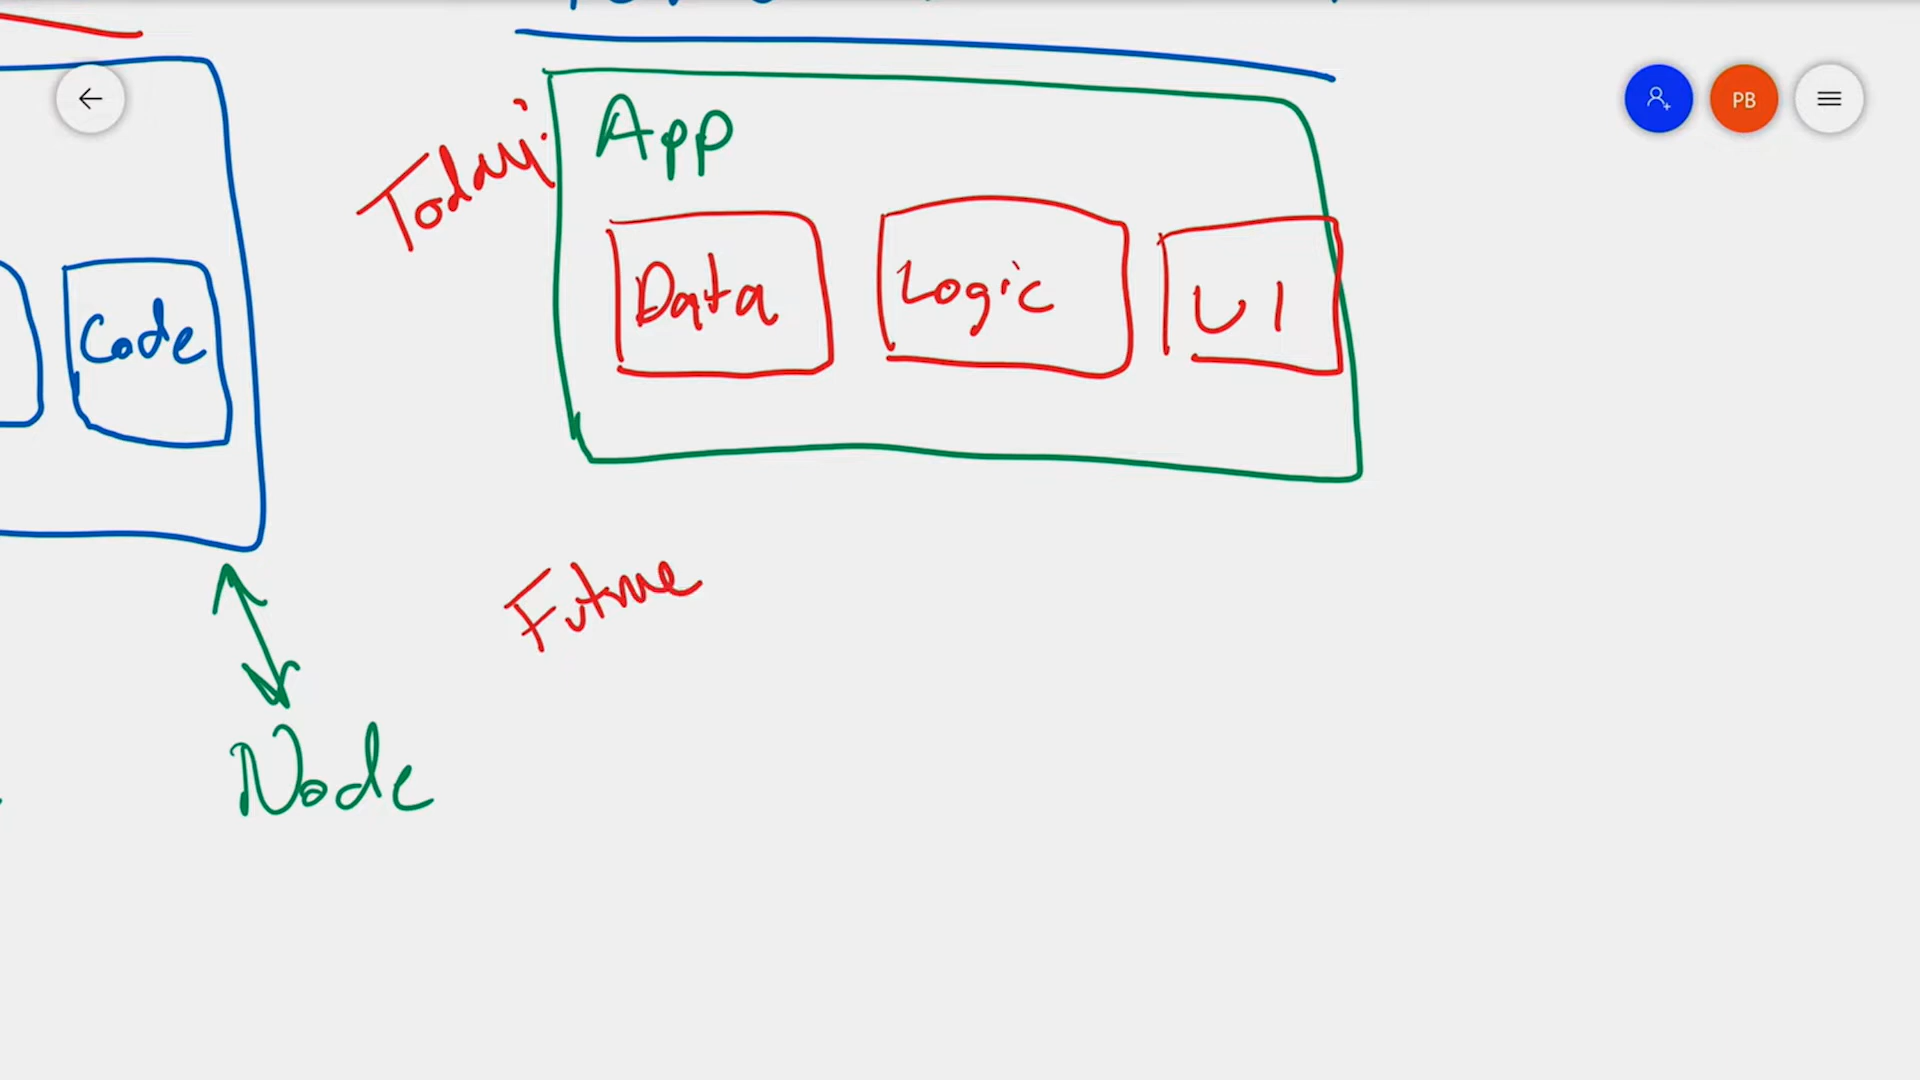 PB
Today:
App
Data
Logic
UI
Code
Future
Node